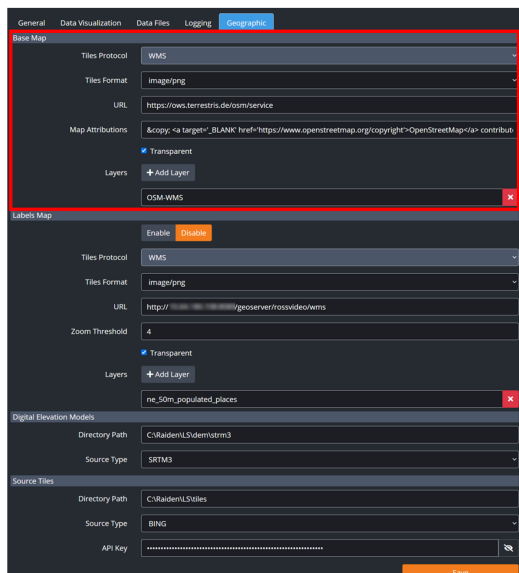 General Data Visualization Data Files Logging Geographic
Base Map
Tiles Protocol WMS
Tiles Format image/png
URL https://ows.terrestris.de/osm/service
Map Attributions &copy; <a target='_BLANK' href='https://www.openstreetmap.org/copyright'>OpenStreetMap</a> contribut
Transparent
Layers + Add Layer
OSM-WMS
Labels Map
Enable Disable
Tiles Protocol WMS
Tiles Format image/png
URL http:// /geoserver/rossvideo/wms
Zoom Threshold 4
Transparent
Layers + Add Layer
ne_50m_populated_places
Digital Elevation Models
Directory Path C:\Raiden\LS\dem\strm3
Source Type SRTM3
Source Tiles
Directory Path C:\Raiden\LS\tiles
Source Type BING
API Key
Save